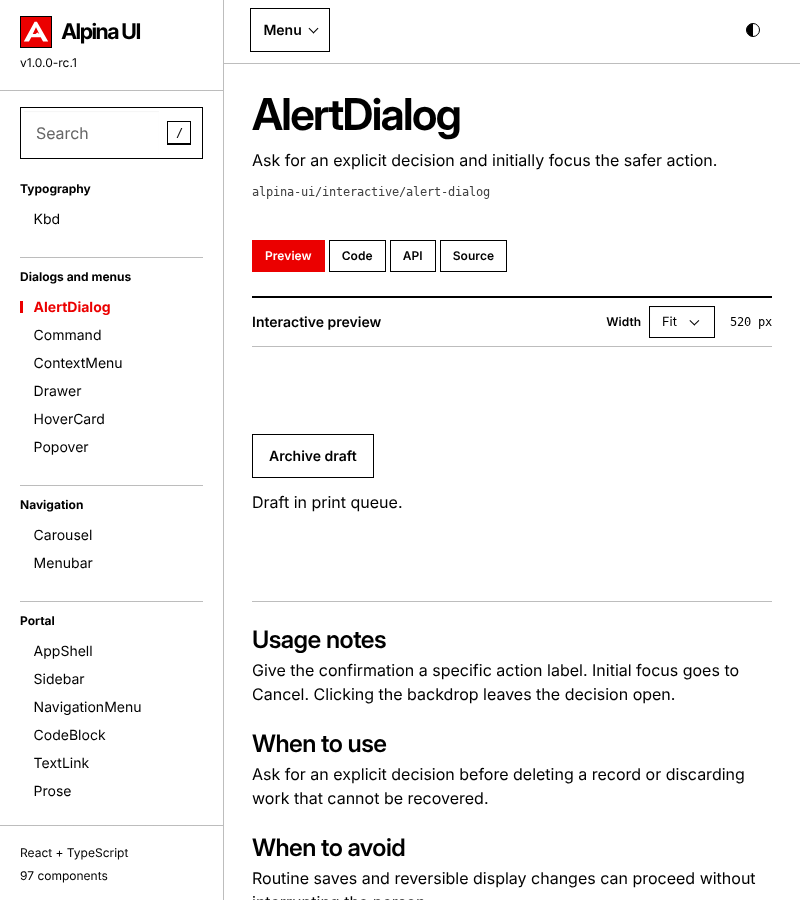 Alpina UI
v1.0.0-rc.1
Search /
Typography
Kbd
Dialogs and menus
AlertDialog
Command
ContextMenu
Drawer
HoverCard
Popover
Navigation
Carousel
Menubar
Portal
AppShell
Sidebar
NavigationMenu
CodeBlock
TextLink
Prose
React + TypeScript
97 components
Menu
AlertDialog
Ask for an explicit decision and initially focus the safer action.
alpina-ui/interactive/alert-dialog
Preview Code API Source
Interactive preview Width Fit 520 px
Archive draft
Draft in print queue.
Usage notes
Give the confirmation a specific action label. Initial focus goes to
Cancel. Clicking the backdrop leaves the decision open.
When to use
Ask for an explicit decision before deleting a record or discarding
work that cannot be recovered.
When to avoid
Routine saves and reversible display changes can proceed without